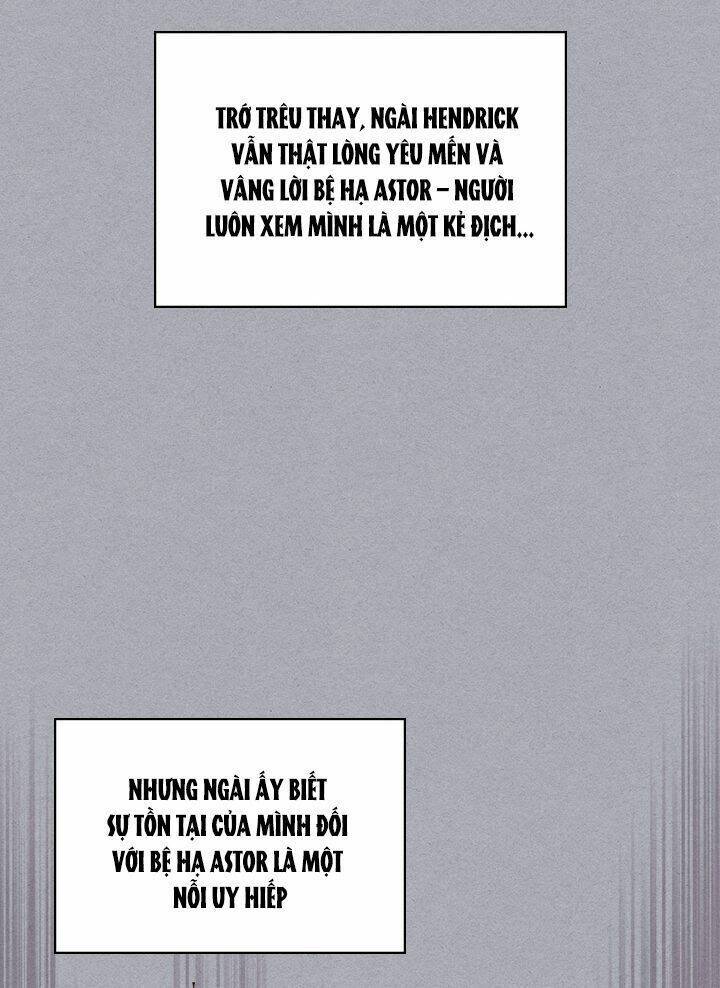 TRỚ TRÊU THAY, NGÀI HENDRICK
VẪN THẬT LÒNG YÊU MẾN VÀ
VÂNG LỜI BỆ HẠ ASTOR – NGƯỜI
LUÔN XEM MÌNH LÀ MỘT KẺ ĐỊCH...
NHƯNG NGÀI ẤY BIẾT
SỰ TỒN TẠI CỦA MÌNH ĐỐI
VỚI BỆ HẠ ASTOR LÀ MỘT
NỖI UY HIẾP